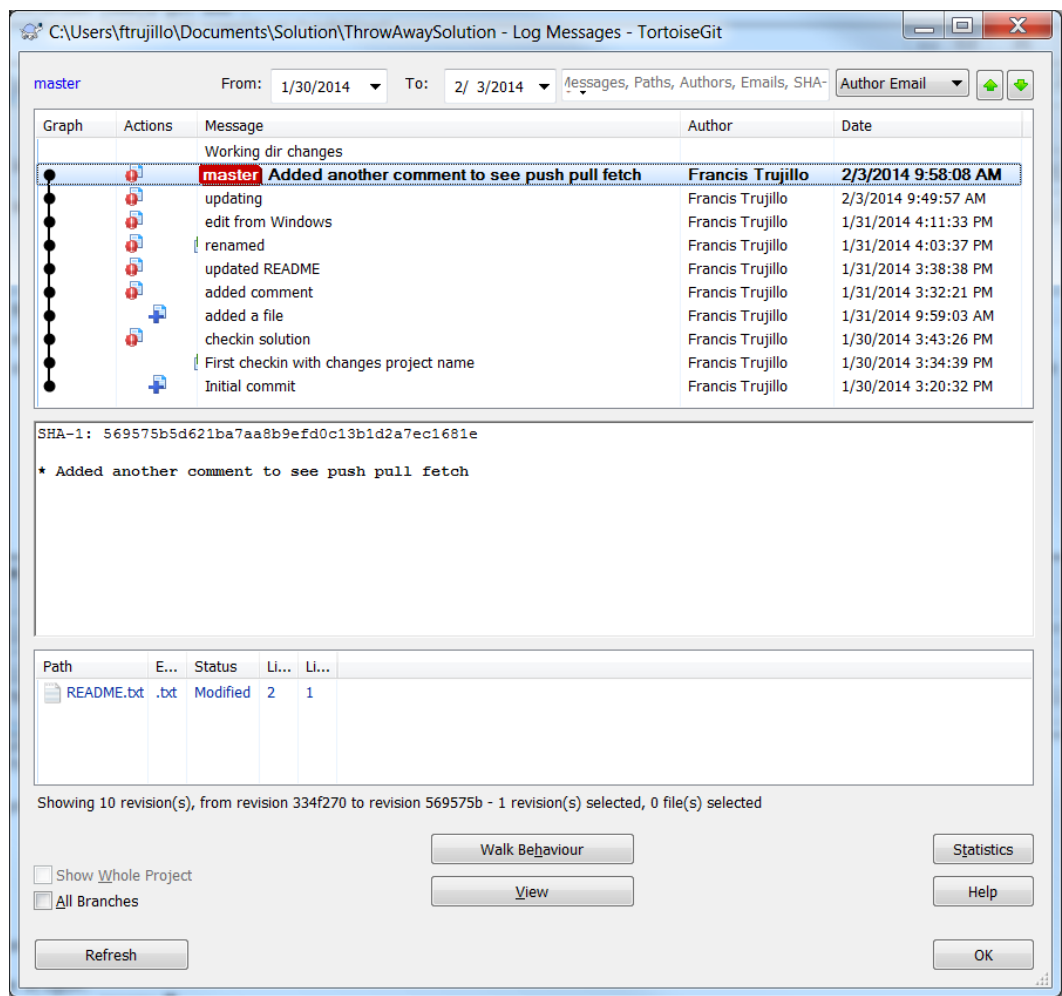 C:\Users\ftrujillo\Documents\Solution\ThrowAwaySolution - Log Messages - TortoiseGit
master From: 1/30/2014 To: 2/ 3/2014 Messages, Paths, Authors, Emails, SHA- Author Email
Graph Actions Message Author Date
Working dir changes
master Added another comment to see push pull fetch Francis Trujillo 2/3/2014 9:58:08 AM
updating Francis Trujillo 2/3/2014 9:49:57 AM
edit from Windows Francis Trujillo 1/31/2014 4:11:33 PM
renamed Francis Trujillo 1/31/2014 4:03:37 PM
updated README Francis Trujillo 1/31/2014 3:38:38 PM
added comment Francis Trujillo 1/31/2014 3:32:21 PM
added a file Francis Trujillo 1/31/2014 9:59:03 AM
checkin solution Francis Trujillo 1/30/2014 3:43:26 PM
First checkin with changes project name Francis Trujillo 1/30/2014 3:34:39 PM
Initial commit Francis Trujillo 1/30/2014 3:20:32 PM
SHA-1: 569575b5d621ba7aa8b9efd0c13b1d2a7ec1681e
* Added another comment to see push pull fetch
Path E... Status Li... Li...
README.txt .txt Modified 2 1
Showing 10 revision(s), from revision 334f270 to revision 569575b - 1 revision(s) selected, 0 file(s) selected
Walk Behaviour Statistics
Show Whole Project
View Help
All Branches
Refresh OK